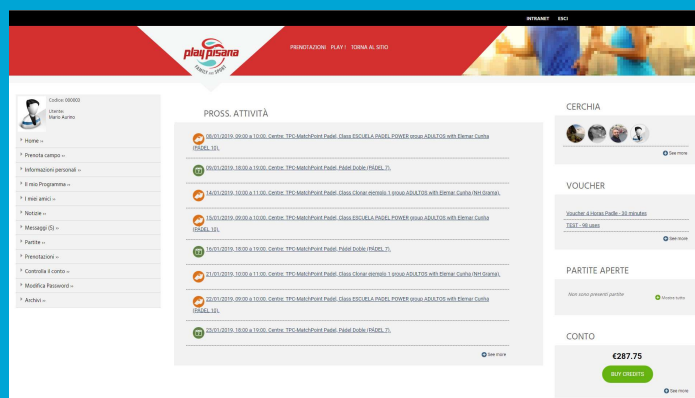 INTRANET ESCI
play pisana
FAMILY AND SPORT
PRENOTAZIONI PLAY ! TORNA AL SITO
Codice: 000003
Utente:
Mario Aurino
Home ››
Prenota campo ››
Informazioni personali ››
Il mio Programma ››
I miei amici ››
Notizie ››
Messaggi (5) ››
Partite ››
Prenotazioni ››
Controlla il conto ››
Modifica Password ››
Archivi ››
PROSS. ATTIVITÀ
08/01/2019, 09:00 a 10:00. Centre: TPC-MatchPoint Padel, Class ESCUELA PADEL POWER group ADULTOS with Elemar Cunha
(PÁDEL 10).
09/01/2019, 18:00 a 19:00. Centre: TPC-MatchPoint Padel, Pádel Doble (PÁDEL 7).
14/01/2019, 10:00 a 11:00. Centre: TPC-MatchPoint Padel, Class Clonar ejemplo 1 group ADULTOS with Elemar Cunha (NH Grama).
15/01/2019, 09:00 a 10:00. Centre: TPC-MatchPoint Padel, Class ESCUELA PADEL POWER group ADULTOS with Elemar Cunha
(PÁDEL 10).
16/01/2019, 18:00 a 19:00. Centre: TPC-MatchPoint Padel, Pádel Doble (PÁDEL 7).
21/01/2019, 10:00 a 11:00. Centre: TPC-MatchPoint Padel, Class Clonar ejemplo 1 group ADULTOS with Elemar Cunha (NH Grama).
22/01/2019, 09:00 a 10:00. Centre: TPC-MatchPoint Padel, Class ESCUELA PADEL POWER group ADULTOS with Elemar Cunha
(PÁDEL 10).
23/01/2019, 18:00 a 19:00. Centre: TPC-MatchPoint Padel, Pádel Doble (PÁDEL 7).
See more
CERCHIA
See more
VOUCHER
Voucher 4 Horas Padle - 30 minutes
TEST - 98 uses
See more
PARTITE APERTE
Non sono presenti partite
Mostra tutte
CONTO
€287.75
BUY CREDITS
See more